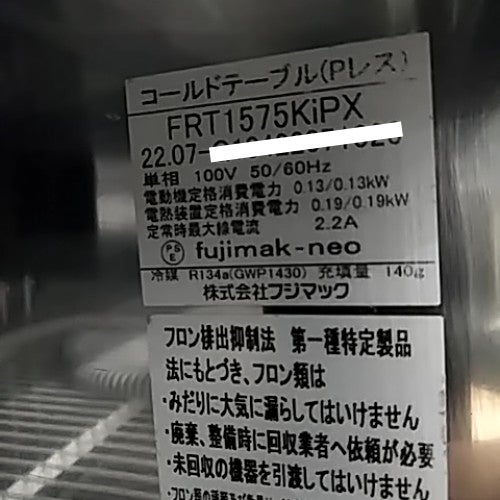 コールドテーブル(Pレス)
FRT1575KiPX
22.07-
単相 100V 50/60Hz
電動機定格消費電力 0.13/0.13kW
電熱装置定格消費電力 0.19/0.19kW
定常時最大線電流 2.2A
PSE fujimak-neo
冷媒 R134a(GWP1430) 充填量 140g
株式会社フジマック
フロン排出抑制法 第一種特定製品
法にもとづき、フロン類は
・みだりに大気に漏らしてはいけません
・廃棄、整備時に回収業者へ依頼が必要
・未回収の機器を引渡してはいけません